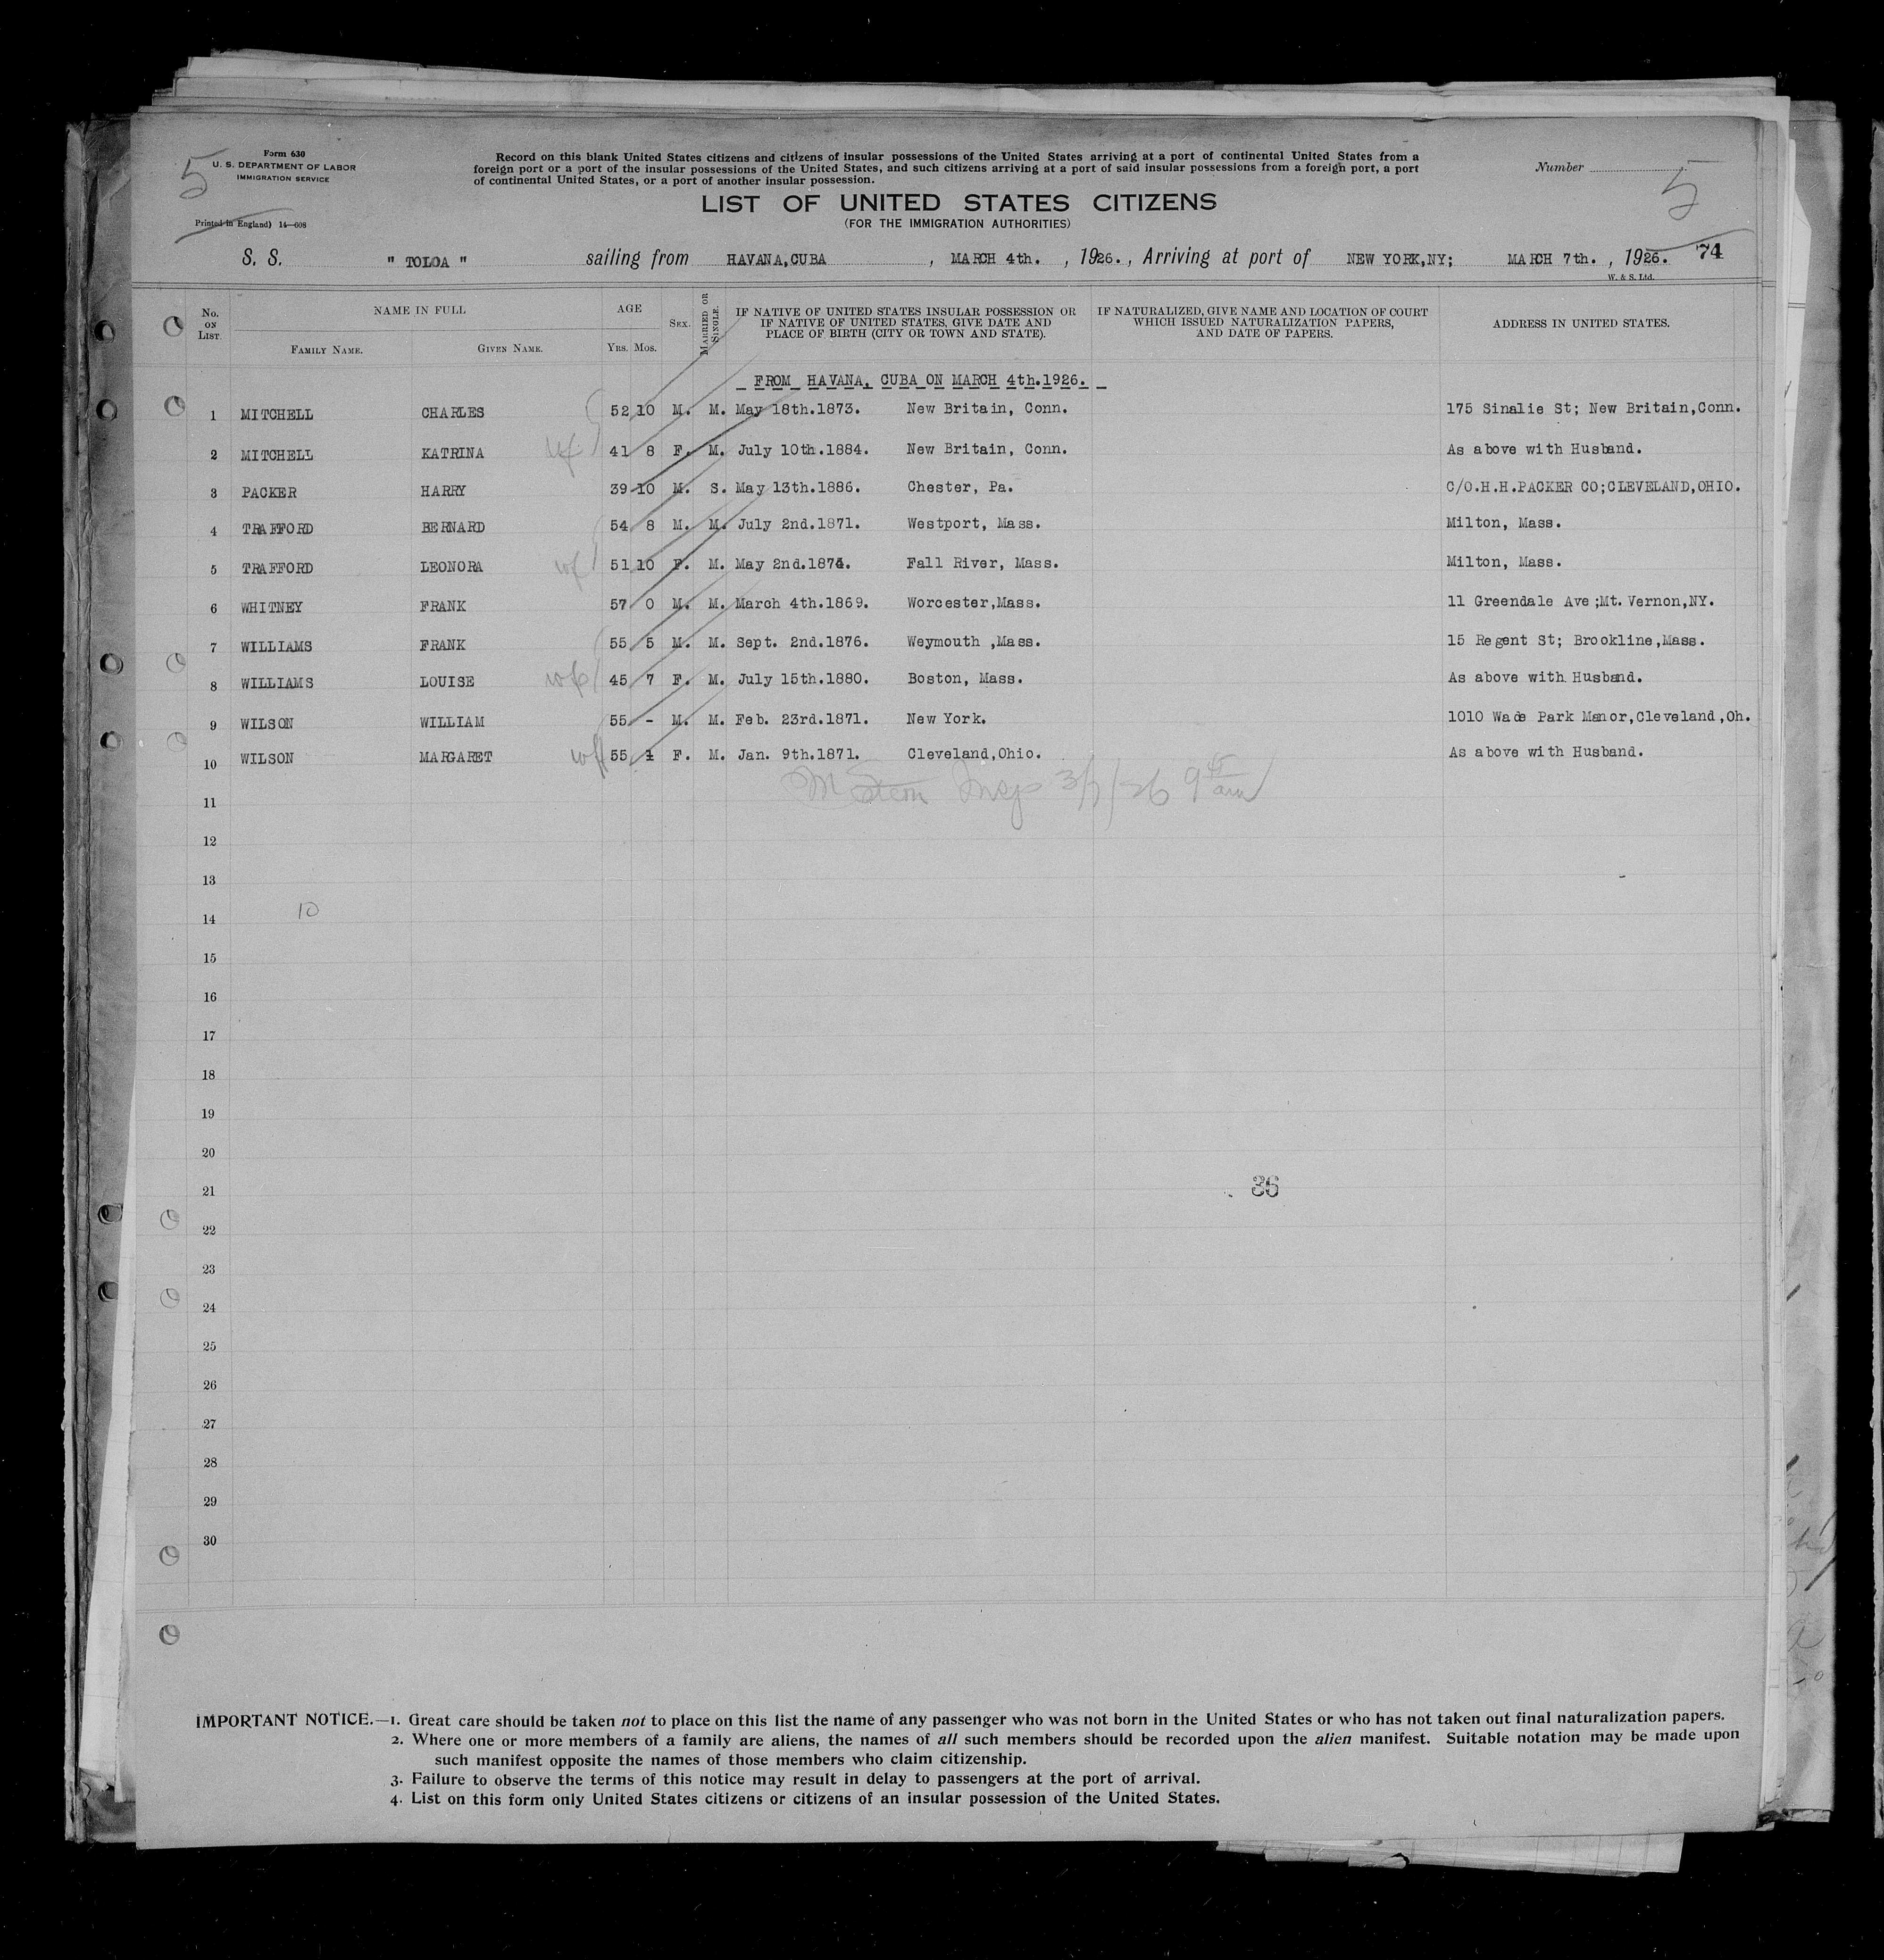 5
Form 630
U. S. DEPARTMENT OF LABOR
IMMIGRATION SERVICE
Printed in England) 14—608
Record on this blank United States citizens and citizens of insular possessions of the United States arriving at a port of continental United States from a
foreign port or a port of the insular possessions of the United States, and such citizens arriving at a port of said insular possessions from a foreign port, a port
of continental United States, or a port of another insular possession.
Number
5
LIST OF UNITED STATES CITIZENS
(FOR THE IMMIGRATION AUTHORITIES)
S. S. " TOLOA " sailing from HAVANA,CUBA , MARCH 4th. , 1926. , Arriving at port of NEW YORK,NY; MARCH 7th. , 1926. 74
W. & S. Ltd.
No. ON LIST. NAME IN FULL AGE SEX. MARRIED OR SINGLE. IF NATIVE OF UNITED STATES INSULAR POSSESSION OR IF NATIVE OF UNITED STATES, GIVE DATE AND PLACE OF BIRTH (CITY OR TOWN AND STATE). IF NATURALIZED, GIVE NAME AND LOCATION OF COURT WHICH ISSUED NATURALIZATION PAPERS, AND DATE OF PAPERS. ADDRESS IN UNITED STATES.
FAMILY NAME. GIVEN NAME. YRS. MOS.
FROM HAVANA, CUBA ON MARCH 4th.1926.
1 MITCHELL CHARLES 52 10 M. M. May 18th.1873. New Britain, Conn. 175 Sinalie St; New Britain,Conn.
2 MITCHELL KATRINA wf 41 8 F. M. July 10th.1884. New Britain, Conn. As above with Husband.
3 PACKER HARRY 39 10 M. S. May 13th.1886. Chester, Pa. C/O.H.H.PACKER CO;CLEVELAND,OHIO.
4 TRAFFORD BERNARD 54 8 M. M. July 2nd.1871. Westport, Mass. Milton, Mass.
5 TRAFFORD LEONORA wf 51 10 F. M. May 2nd.1874. Fall River, Mass. Milton, Mass.
6 WHITNEY FRANK 57 0 M. M. March 4th.1869. Worcester,Mass. 11 Greendale Ave ;Mt. Vernon,NY.
7 WILLIAMS FRANK 55 5 M. M. Sept. 2nd.1876. Weymouth ,Mass. 15 Regent St; Brookline,Mass.
8 WILLIAMS LOUISE wf 45 7 F. M. July 15th.1880. Boston, Mass. As above with Husband.
9 WILSON WILLIAM 55 - M. M. Feb. 23rd.1871. New York. 1010 Wade Park Manor,Cleveland,Oh.
10 WILSON MARGARET wf 55 1 F. M. Jan. 9th.1871. Cleveland,Ohio. As above with Husband.
M Stern Insp 3/7/26 9 45 am
11
12
13
14 10
15
16
17
18
19
20
21 36
22
23
24
25
26
27
28
29
30
IMPORTANT NOTICE.—1. Great care should be taken not to place on this list the name of any passenger who was not born in the United States or who has not taken out final naturalization papers.
2. Where one or more members of a family are aliens, the names of all such members should be recorded upon the alien manifest. Suitable notation may be made upon
such manifest opposite the names of those members who claim citizenship.
3. Failure to observe the terms of this notice may result in delay to passengers at the port of arrival.
4. List on this form only United States citizens or citizens of an insular possession of the United States.